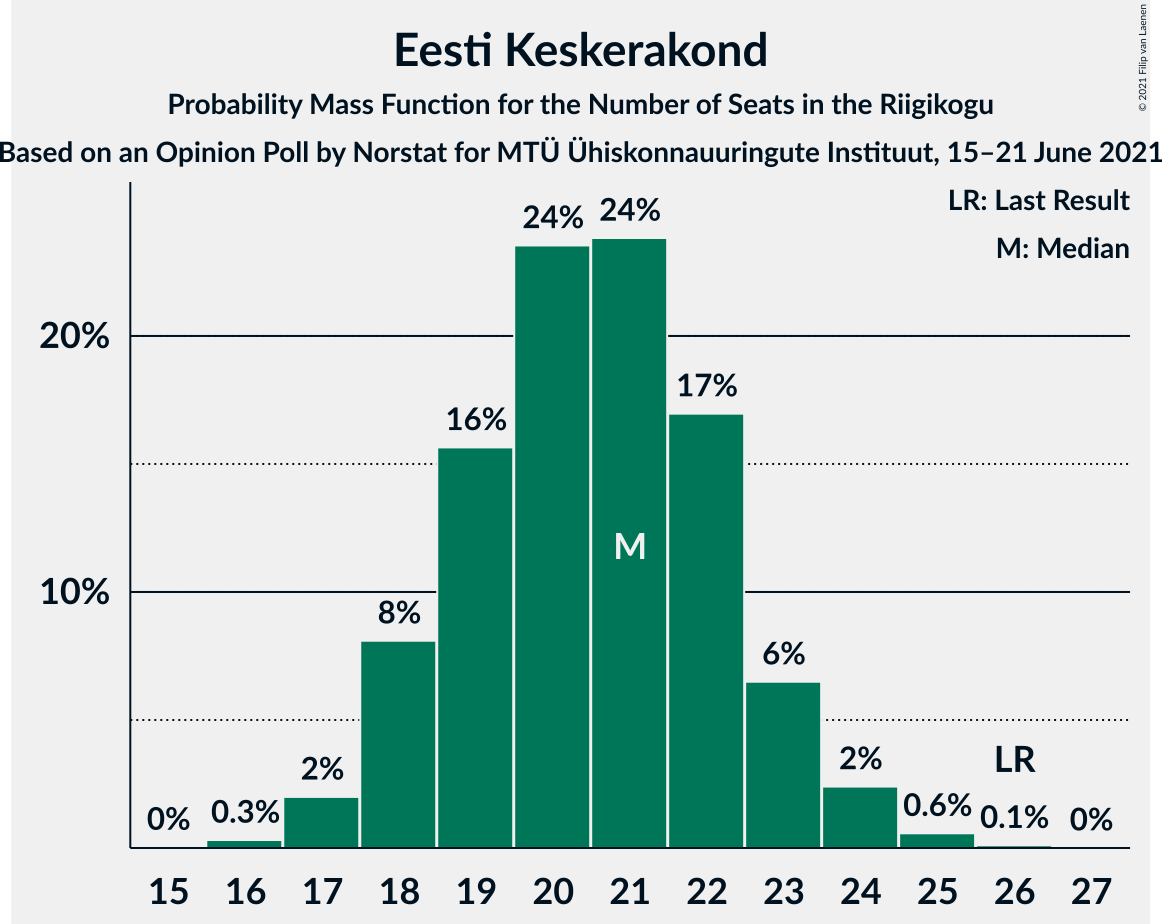 © 2021 Filip van Laenen
Eesti Keskerakond
Probability Mass Function for the Number of Seats in the Riigikogu
Based on an Opinion Poll by Norstat for MTÜ Ühiskonnauuringute Instituut, 15–21 June 2021
LR: Last Result
M: Median
24% 24%
20%
17%
16%
M
10%
8%
6%
LR
2% 2%
0% 0.3% 0.6% 0.1% 0%
15 16 17 18 19 20 21 22 23 24 25 26 27